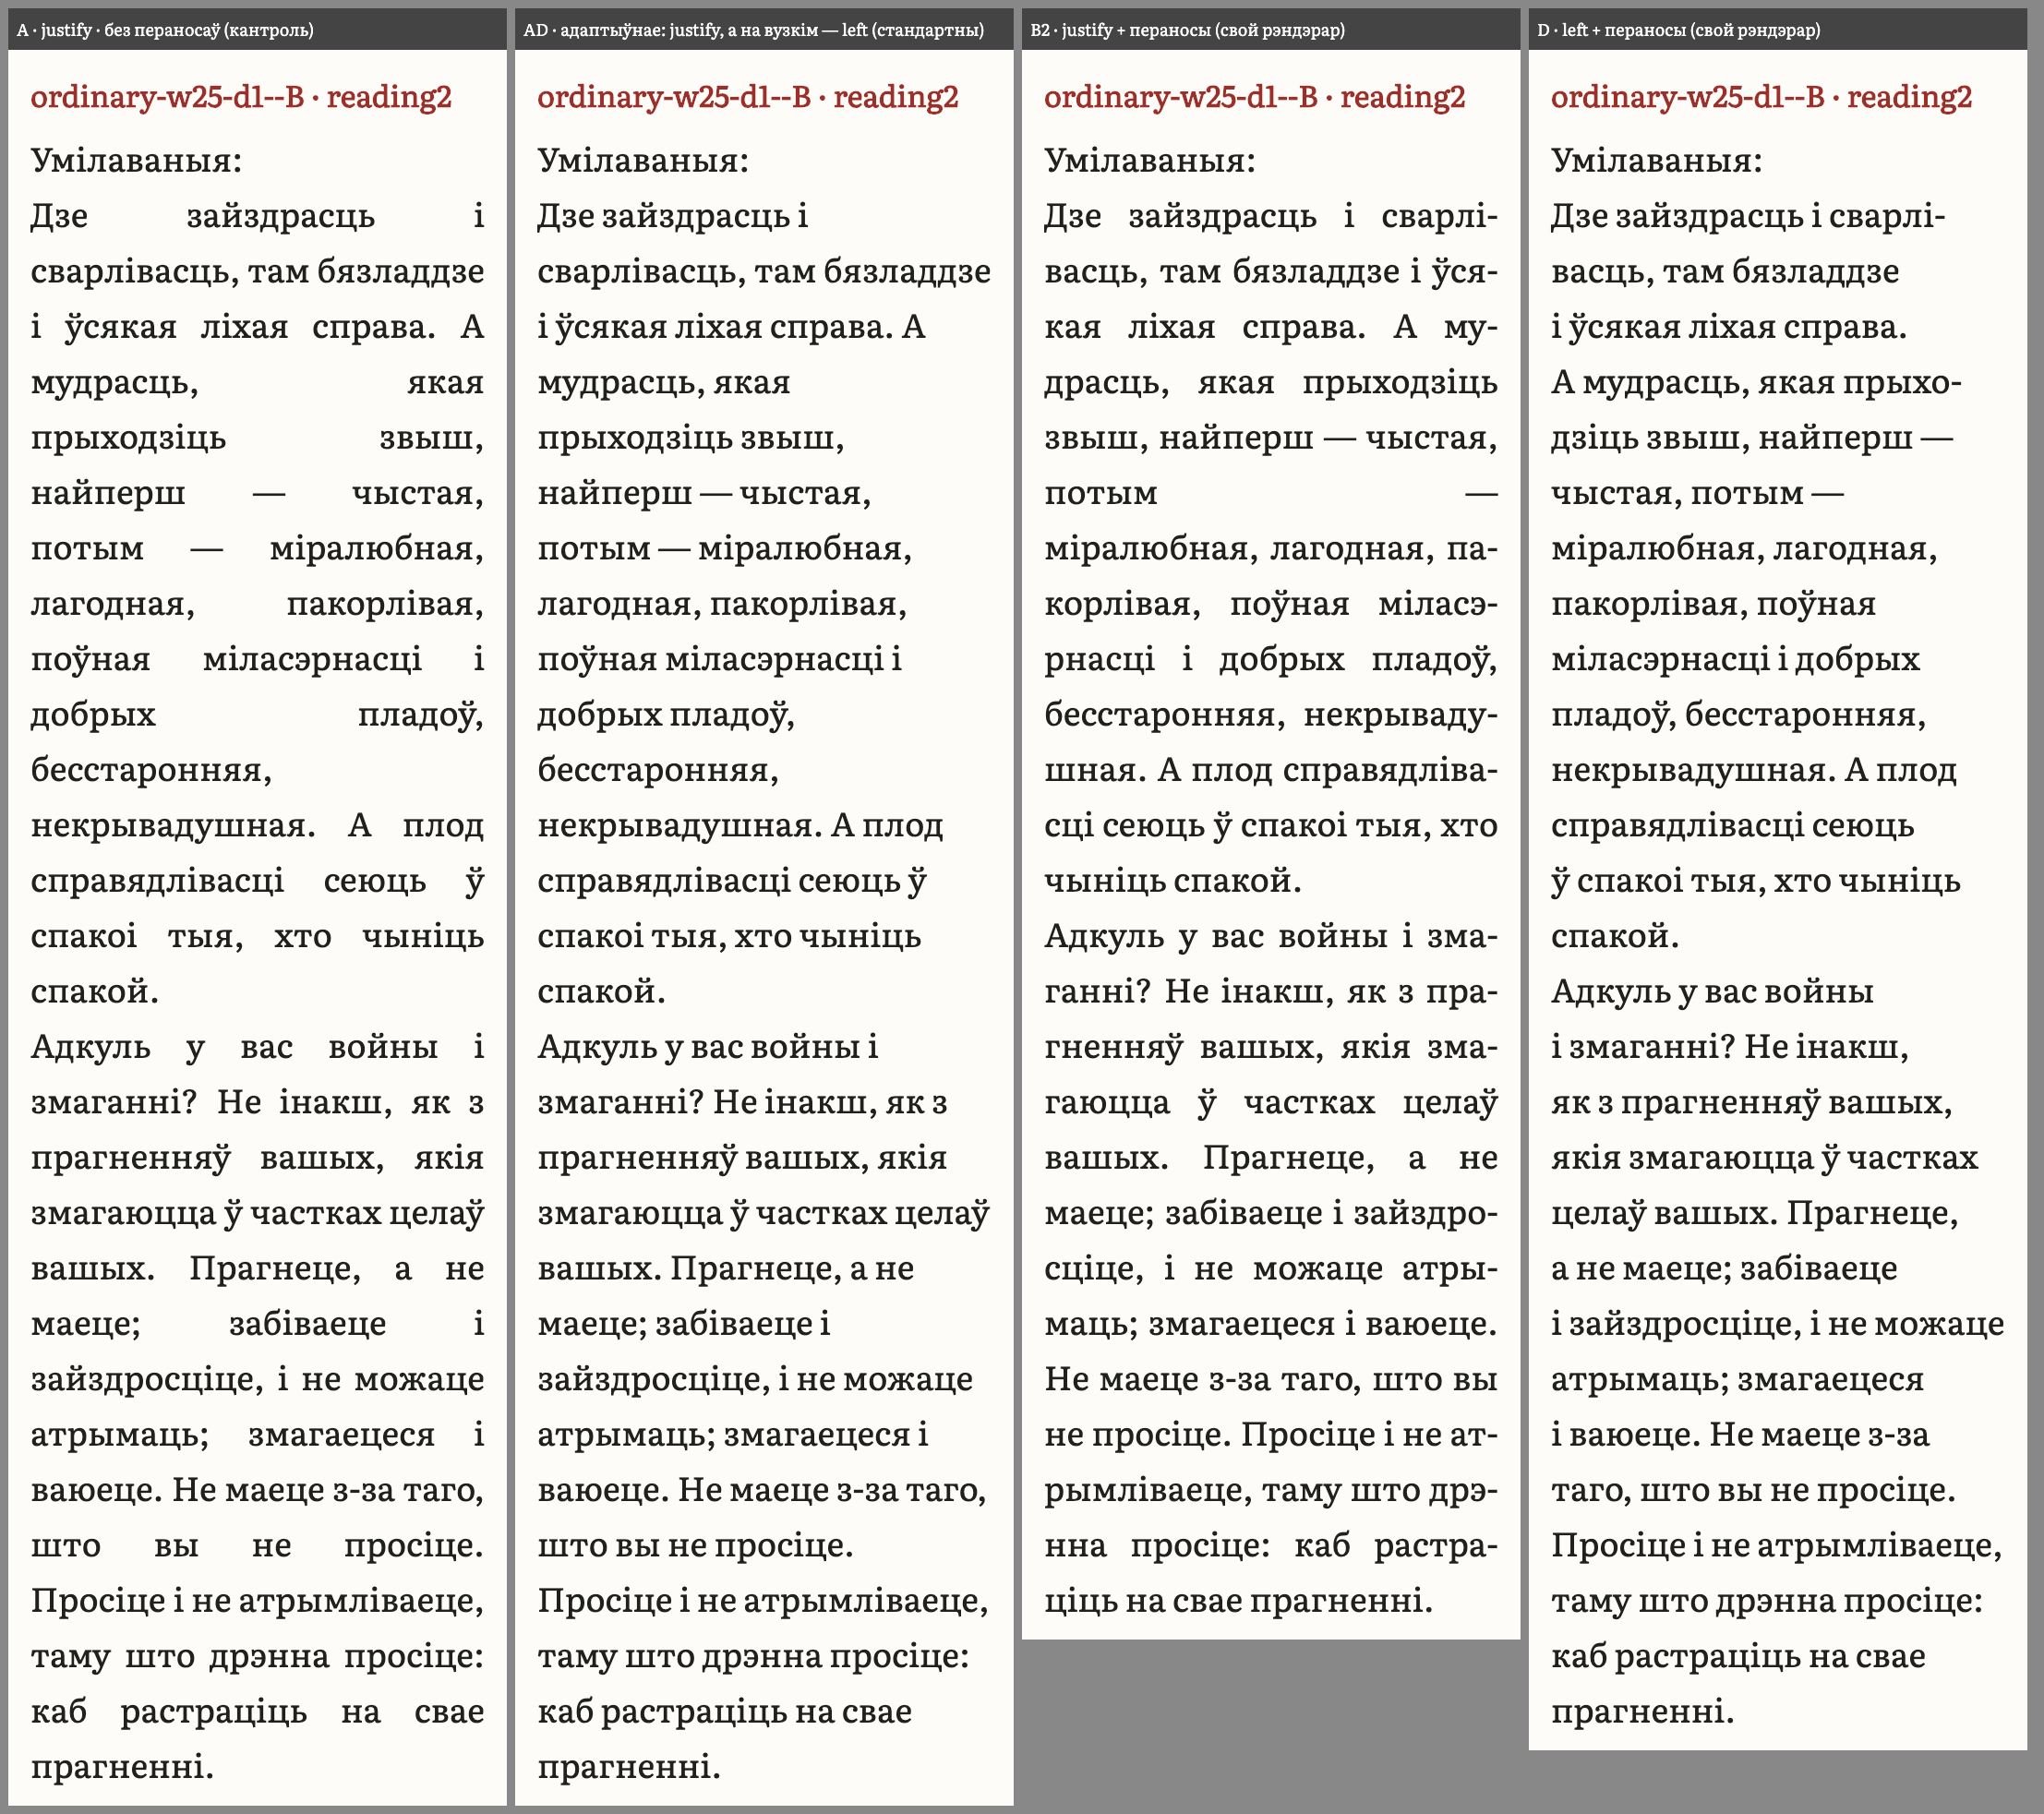 A · justify · без пераносаў (кантроль)
ordinary-w25-d1--B · reading2
Умілаваныя:
Дзе зайздрасць і
сварлівасць, там бязладдзе
і ўсякая ліхая справа. А
мудрасць, якая
прыходзіць звыш,
найперш — чыстая,
потым — міралюбная,
лагодная, пакорлівая,
поўная міласэрнасці і
добрых пладоў,
бесстаронняя,
некрывадушная. А плод
справядлівасці сеюць ў
спакоі тыя, хто чыніць
спакой.
Адкуль у вас войны і
змаганні? Не інакш, як з
прагненняў вашых, якія
змагаюцца ў частках целаў
вашых. Прагнеце, а не
маеце; забіваеце і
зайздросціце, і не можаце
атрымаць; змагаецеся і
ваюеце. Не маеце з-за таго,
што вы не просіце.
Просіце і не атрымліваеце,
таму што дрэнна просіце:
каб растраціць на свае
прагненні.
AD · адаптыўнае: justify, а на вузкім — left (стандартны)
ordinary-w25-d1--B · reading2
Умілаваныя:
Дзе зайздрасць і
сварлівасць, там бязладдзе
і ўсякая ліхая справа. А
мудрасць, якая
прыходзіць звыш,
найперш — чыстая,
потым — міралюбная,
лагодная, пакорлівая,
поўная міласэрнасці і
добрых пладоў,
бесстаронняя,
некрывадушная. А плод
справядлівасці сеюць ў
спакоі тыя, хто чыніць
спакой.
Адкуль у вас войны і
змаганні? Не інакш, як з
прагненняў вашых, якія
змагаюцца ў частках целаў
вашых. Прагнеце, а не
маеце; забіваеце і
зайздросціце, і не можаце
атрымаць; змагаецеся і
ваюеце. Не маеце з-за таго,
што вы не просіце.
Просіце і не атрымліваеце,
таму што дрэнна просіце:
каб растраціць на свае
прагненні.
B2 · justify + пераносы (свой рэндэрар)
ordinary-w25-d1--B · reading2
Умілаваныя:
Дзе зайздрасць і сварлі-
васць, там бязладдзе і ўся-
кая ліхая справа. А му-
драсць, якая прыходзіць
звыш, найперш — чыстая,
потым —
міралюбная, лагодная, па-
корлівая, поўная міласэ-
рнасці і добрых пладоў,
бесстаронняя, некрываду-
шная. А плод справядліва-
сці сеюць ў спакоі тыя, хто
чыніць спакой.
Адкуль у вас войны і зма-
ганні? Не інакш, як з пра-
гненняў вашых, якія зма-
гаюцца ў частках целаў
вашых. Прагнеце, а не
маеце; забіваеце і зайздро-
сціце, і не можаце атры-
маць; змагаецеся і ваюеце.
Не маеце з-за таго, што вы
не просіце. Просіце і не ат-
рымліваеце, таму што дрэ-
нна просіце: каб растра-
ціць на свае прагненні.
D · left + пераносы (свой рэндэрар)
ordinary-w25-d1--B · reading2
Умілаваныя:
Дзе зайздрасць і сварлі-
васць, там бязладдзе
і ўсякая ліхая справа.
А мудрасць, якая прыхо-
дзіць звыш, найперш —
чыстая, потым —
міралюбная, лагодная,
пакорлівая, поўная
міласэрнасці і добрых
пладоў, бесстаронняя,
некрывадушная. А плод
справядлівасці сеюць
ў спакоі тыя, хто чыніць
спакой.
Адкуль у вас войны
і змаганні? Не інакш,
як з прагненняў вашых,
якія змагаюцца ў частках
целаў вашых. Прагнеце,
а не маеце; забіваеце
і зайздросціце, і не можаце
атрымаць; змагаецеся
і ваюеце. Не маеце з-за
таго, што вы не просіце.
Просіце і не атрымліваеце,
таму што дрэнна просіце:
каб растраціць на свае
прагненні.